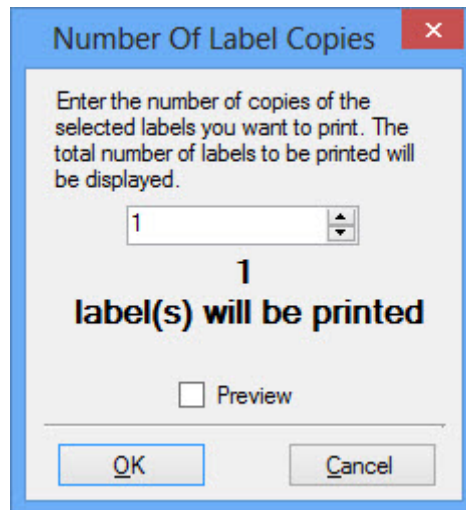 Number Of Label Copies
Enter the number of copies of the
selected labels you want to print. The
total number of labels to be printed will
be displayed.
1
1
label(s) will be printed
Preview
OK
Cancel